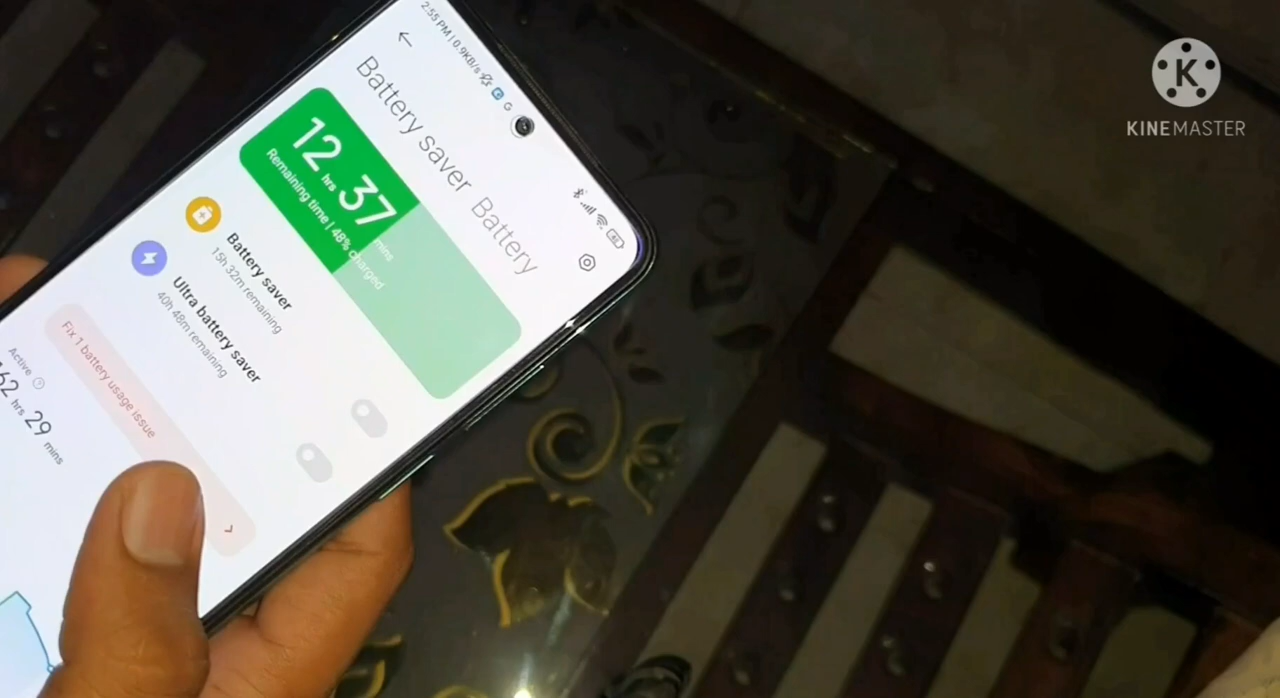 2:55 PM | 0.9KB/s
G
Battery saver Battery
12 hrs 37 mins
Remaining time | 48% charged
Battery saver
15h 32m remaining
Ultra battery saver
40h 48m remaining
Fix 1 battery usage issue
Active
62 hrs 29 mins
K
KINEMASTER